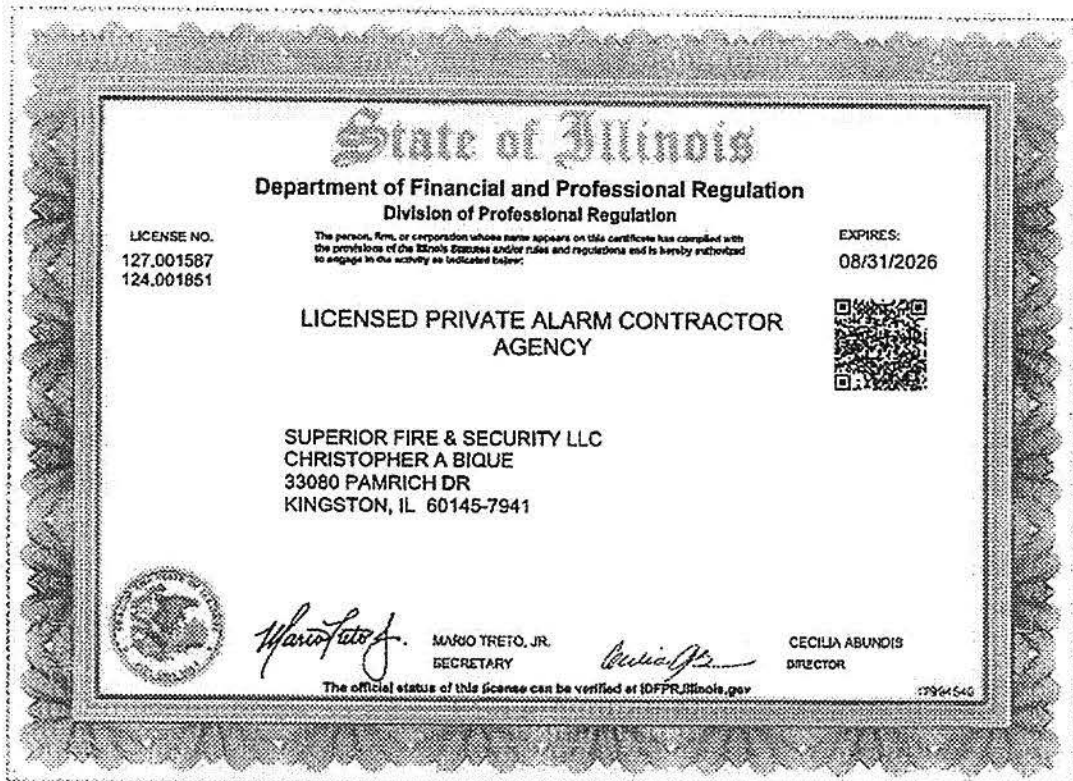 State of Illinois
Department of Financial and Professional Regulation
Division of Professional Regulation
LICENSE NO.
127.001587
124.001851
The person, firm, or corporation whose name appears on this certificate has complied with
the provisions of the Illinois Statutes and/or rules and regulations and is hereby authorized
to engage in the activity as indicated below:
EXPIRES:
08/31/2026
LICENSED PRIVATE ALARM CONTRACTOR
AGENCY
SUPERIOR FIRE & SECURITY LLC
CHRISTOPHER A BIQUE
33080 PAMRICH DR
KINGSTON, IL 60145-7941
Mario Treto Jr.
MARIO TRETO, JR.
SECRETARY
CECILIA ABUNDIS
DIRECTOR
The official status of this license can be verified at IDFPR.Illinois.gov
17994540